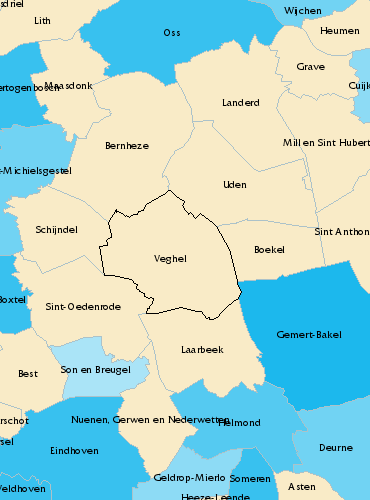 sdriel
Lith
Wijchen
Oss
Heumen
Grave
Maasdonk
ertogenbosch
Cuijk
Landerd
Bernheze
Mill en Sint Hubert
-Michielsgestel
Uden
Schijndel
Sint Anthon
Boekel
Veghel
Boxtel
Sint-Oedenrode
Gemert-Bakel
Laarbeek
Best
Son en Breugel
rschot
Nuenen, Gerwen en Nederwetten
Helmond
sel
Eindhoven
Deurne
Geldrop-Mierlo
Someren
Veldhoven
Heeze-Leende
Asten